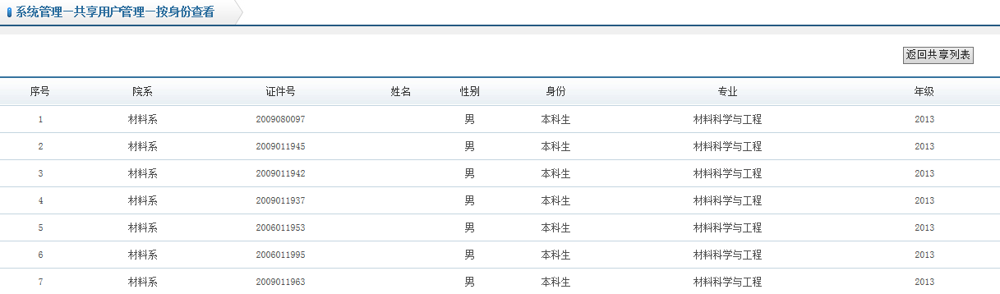 系统管理—共享用户管理—按身份查看
返回共享列表
序号 院系 证件号 姓名 性别 身份 专业 年级
1 材料系 2009080097 男 本科生 材料科学与工程 2013
2 材料系 2009011945 男 本科生 材料科学与工程 2013
3 材料系 2009011942 男 本科生 材料科学与工程 2013
4 材料系 2009011937 男 本科生 材料科学与工程 2013
5 材料系 2006011953 男 本科生 材料科学与工程 2013
6 材料系 2006011995 男 本科生 材料科学与工程 2013
7 材料系 2009011963 男 本科生 材料科学与工程 2013